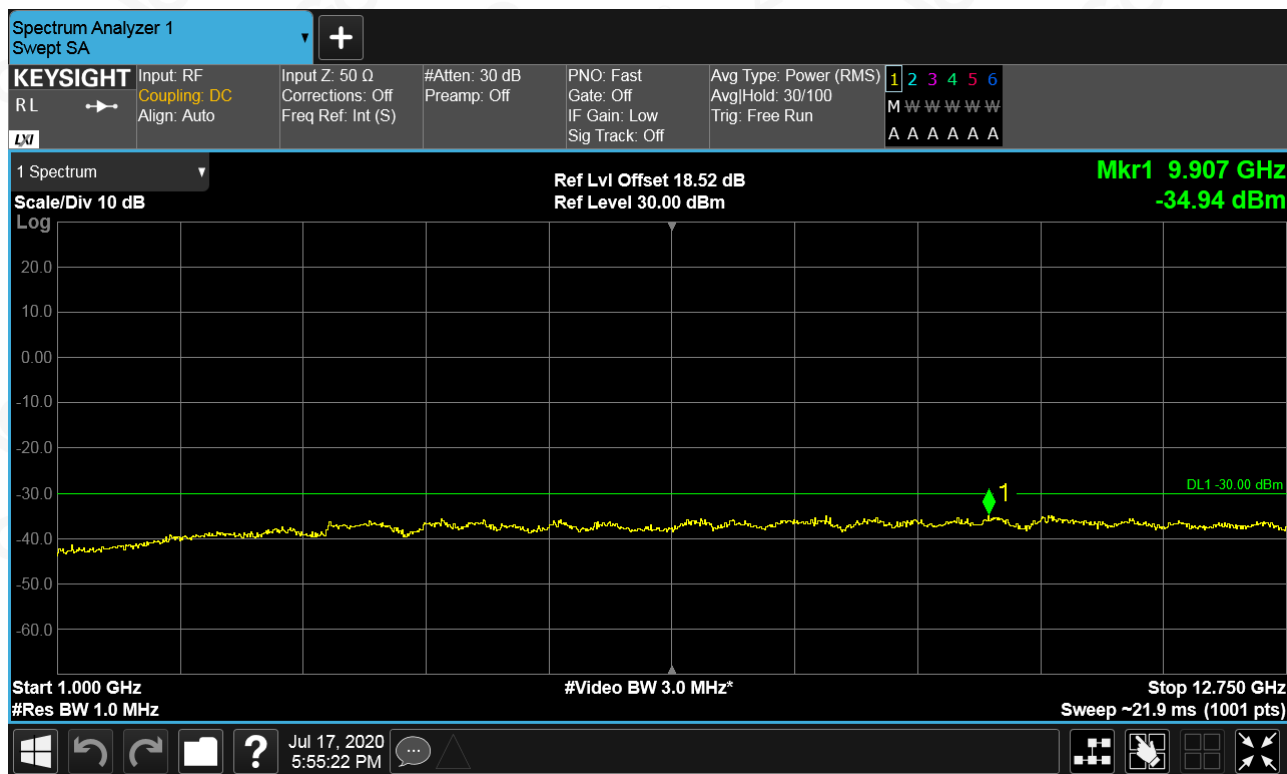 Spectrum Analyzer 1
Swept SA
KEYSIGHT
R L
LXI
Input: RF
Coupling: DC
Align: Auto
Input Z: 50 Ω
Corrections: Off
Freq Ref: Int (S)
#Atten: 30 dB
Preamp: Off
PNO: Fast
Gate: Off
IF Gain: Low
Sig Track: Off
Avg Type: Power (RMS)
Avg|Hold: 30/100
Trig: Free Run
1 2 3 4 5 6
M W W W W W
A A A A A A
1 Spectrum
Scale/Div 10 dB
Log
Ref Lvl Offset 18.52 dB
Ref Level 30.00 dBm
Mkr1 9.907 GHz
-34.94 dBm
20.0
10.0
0.00
-10.0
-20.0
-30.0
-40.0
-50.0
-60.0
DL1 -30.00 dBm
1
Start 1.000 GHz
#Res BW 1.0 MHz
#Video BW 3.0 MHz*
Stop 12.750 GHz
Sweep ~21.9 ms (1001 pts)
?
Jul 17, 2020
5:55:22 PM